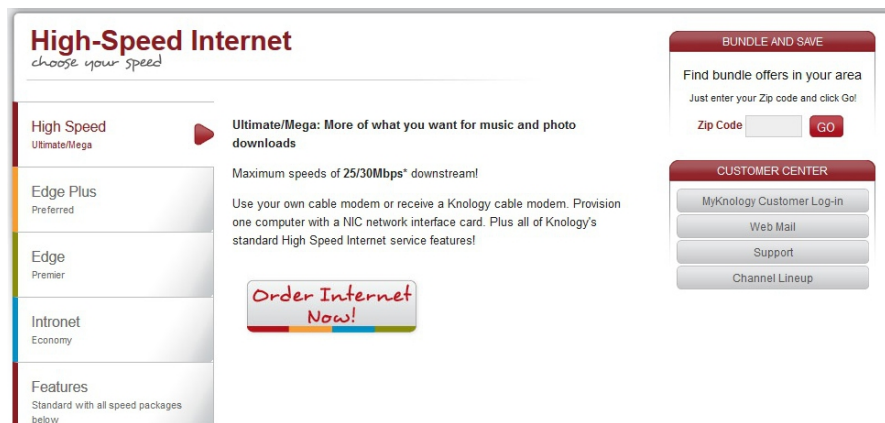 High-Speed Internet
choose your speed
High Speed
Ultimate/Mega
Edge Plus
Preferred
Edge
Premier
Intronet
Economy
Features
Standard with all speed packages
below
Ultimate/Mega: More of what you want for music and photo
downloads
Maximum speeds of 25/30Mbps* downstream!
Use your own cable modem or receive a Knology cable modem. Provision
one computer with a NIC network interface card. Plus all of Knology's
standard High Speed Internet service features!
Order Internet
Now!
BUNDLE AND SAVE
Find bundle offers in your area
Just enter your Zip code and click Go!
Zip Code GO
CUSTOMER CENTER
MyKnology Customer Log-in
Web Mail
Support
Channel Lineup